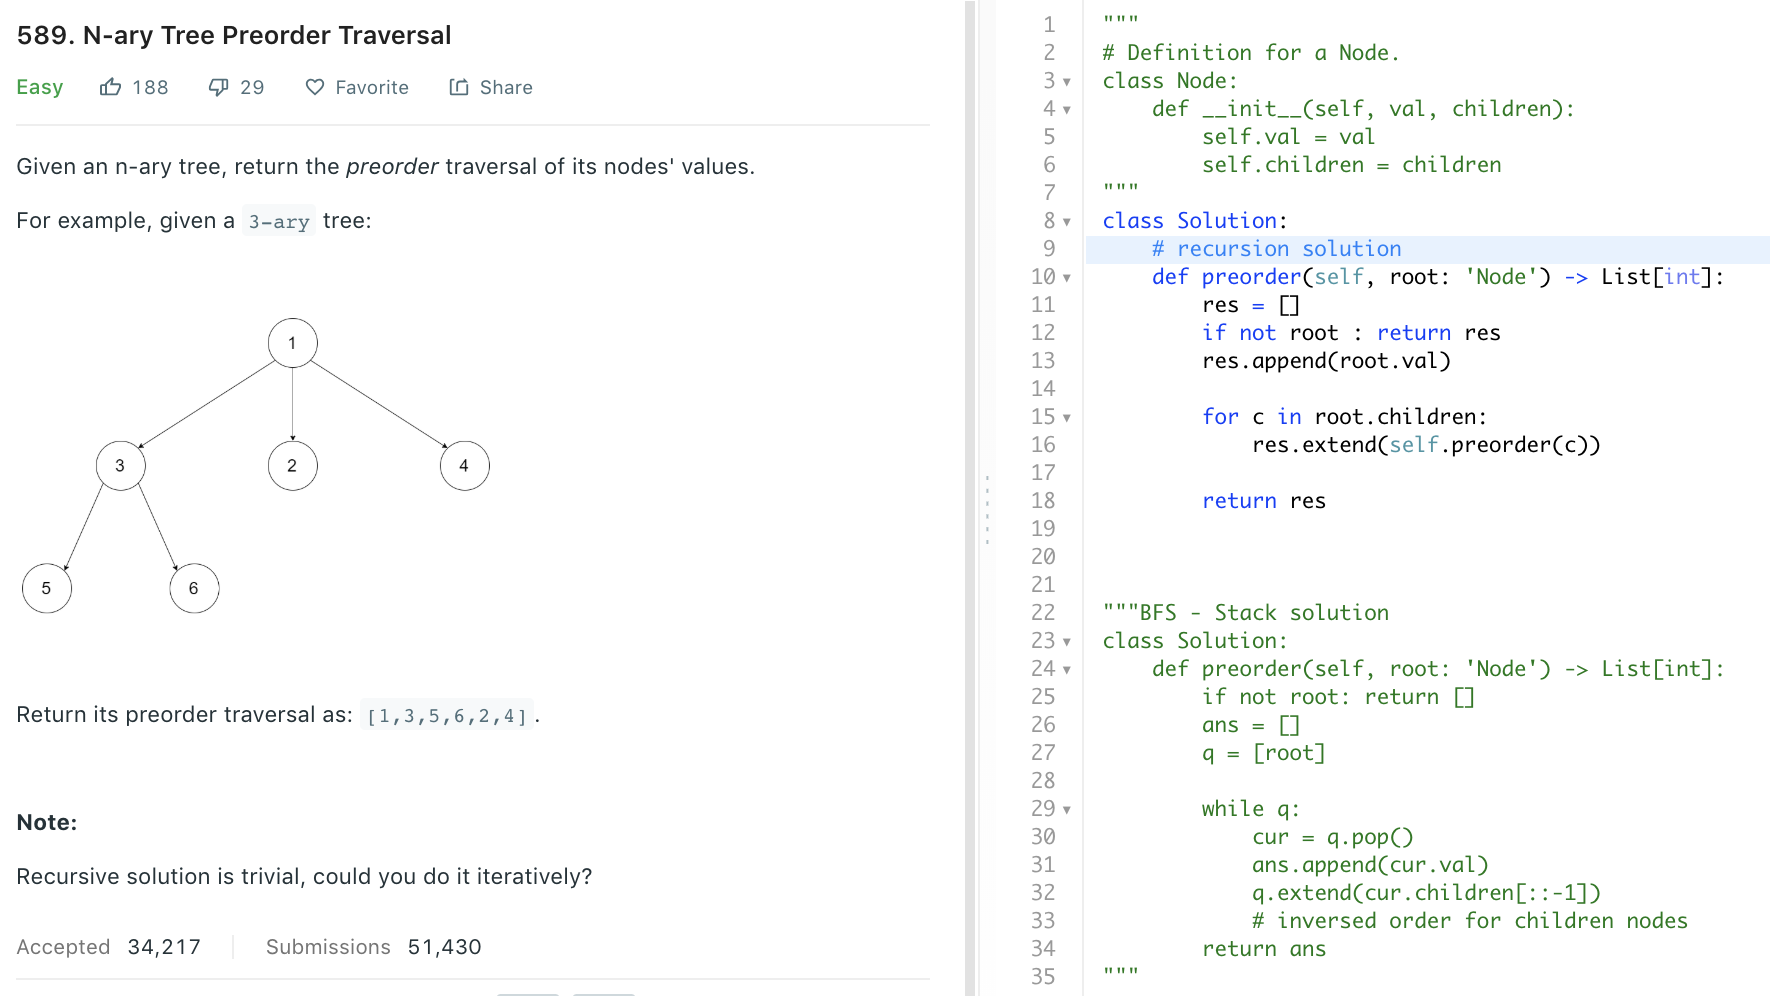 589. N-ary Tree Preorder Traversal
Easy 188 29 Favorite Share
Given an n-ary tree, return the preorder traversal of its nodes' values.
For example, given a 3-ary tree:
1
3 2 4
5 6
Return its preorder traversal as: [1,3,5,6,2,4].
Note:
Recursive solution is trivial, could you do it iteratively?
Accepted 34,217 Submissions 51,430
1 """
2 # Definition for a Node.
3 class Node:
4     def __init__(self, val, children):
5         self.val = val
6         self.children = children
7 """
8 class Solution:
9     # recursion solution
10     def preorder(self, root: 'Node') -> List[int]:
11         res = []
12         if not root : return res
13         res.append(root.val)
14
15         for c in root.children:
16             res.extend(self.preorder(c))
17
18         return res
19
20
21
22 """BFS - Stack solution
23 class Solution:
24     def preorder(self, root: 'Node') -> List[int]:
25         if not root: return []
26         ans = []
27         q = [root]
28
29         while q:
30             cur = q.pop()
31             ans.append(cur.val)
32             q.extend(cur.children[::-1])
33             # inversed order for children nodes
34         return ans
35 """